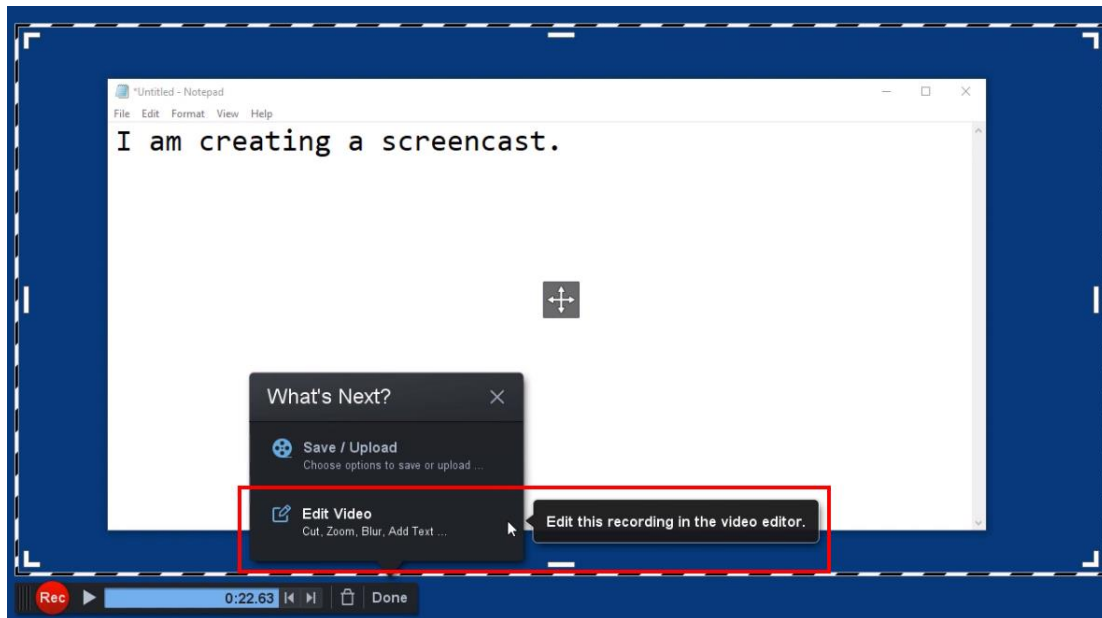 *Untitled - Notepad
File Edit Format View Help
I am creating a screencast.
What's Next?
Save / Upload
Choose options to save or upload ...
Edit Video
Cut, Zoom, Blur, Add Text ...
Edit this recording in the video editor.
Rec 0:22.63 Done